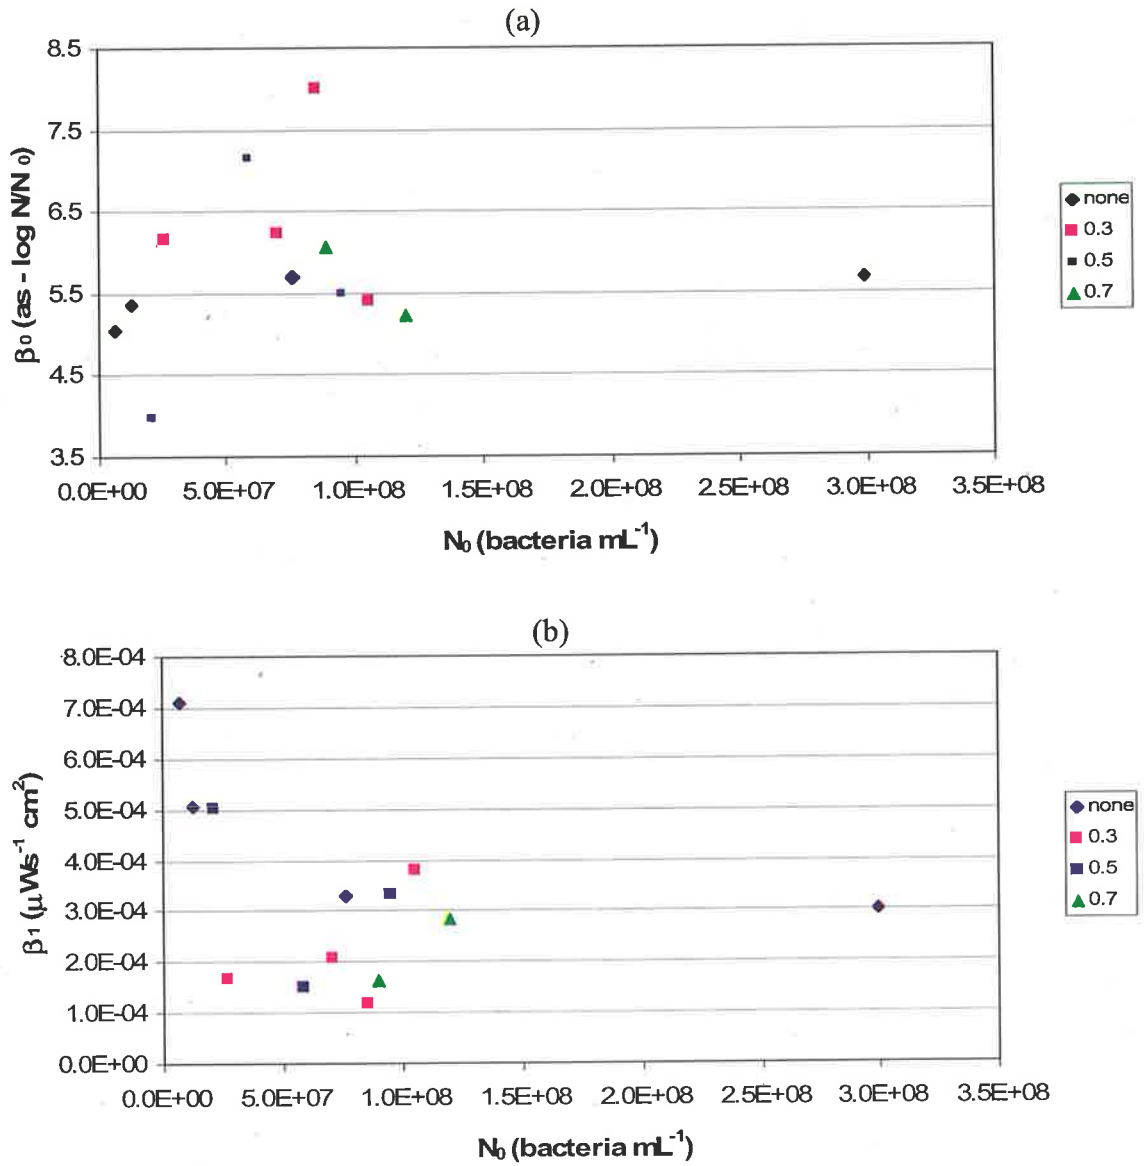 (a)
8.5
7.5
6.5
5.5
4.5
3.5
β0 (as - log N/N0)
0.0E+00 5.0E+07 1.0E+08 1.5E+08 2.0E+08 2.5E+08 3.0E+08 3.5E+08
N0 (bacteria mL-1)
none
0.3
0.5
0.7
(b)
8.0E-04
7.0E-04
6.0E-04
5.0E-04
4.0E-04
3.0E-04
2.0E-04
1.0E-04
0.0E+00
β1 (μWs-1 cm2)
0.0E+00 5.0E+07 1.0E+08 1.5E+08 2.0E+08 2.5E+08 3.0E+08 3.5E+08
N0 (bacteria mL-1)
none
0.3
0.5
0.7